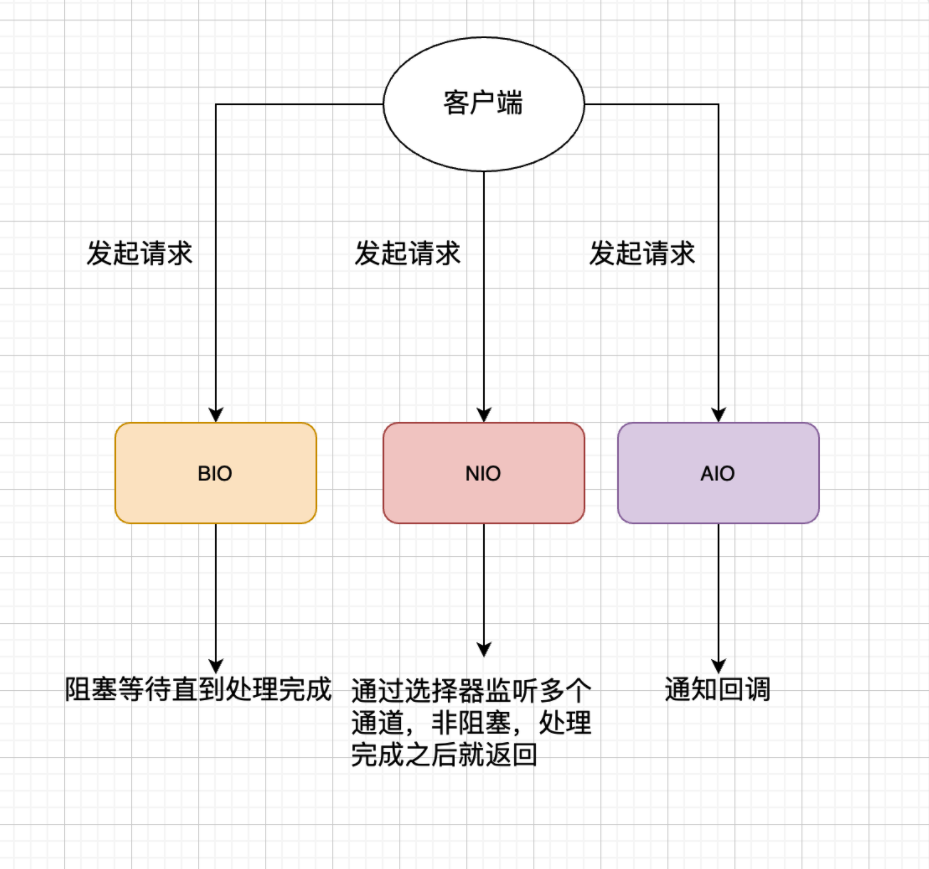 客户端
发起请求
发起请求
发起请求
BIO
NIO
AIO
阻塞等待直到处理完成
通过选择器监听多个
通道，非阻塞，处理
完成之后就返回
通知回调